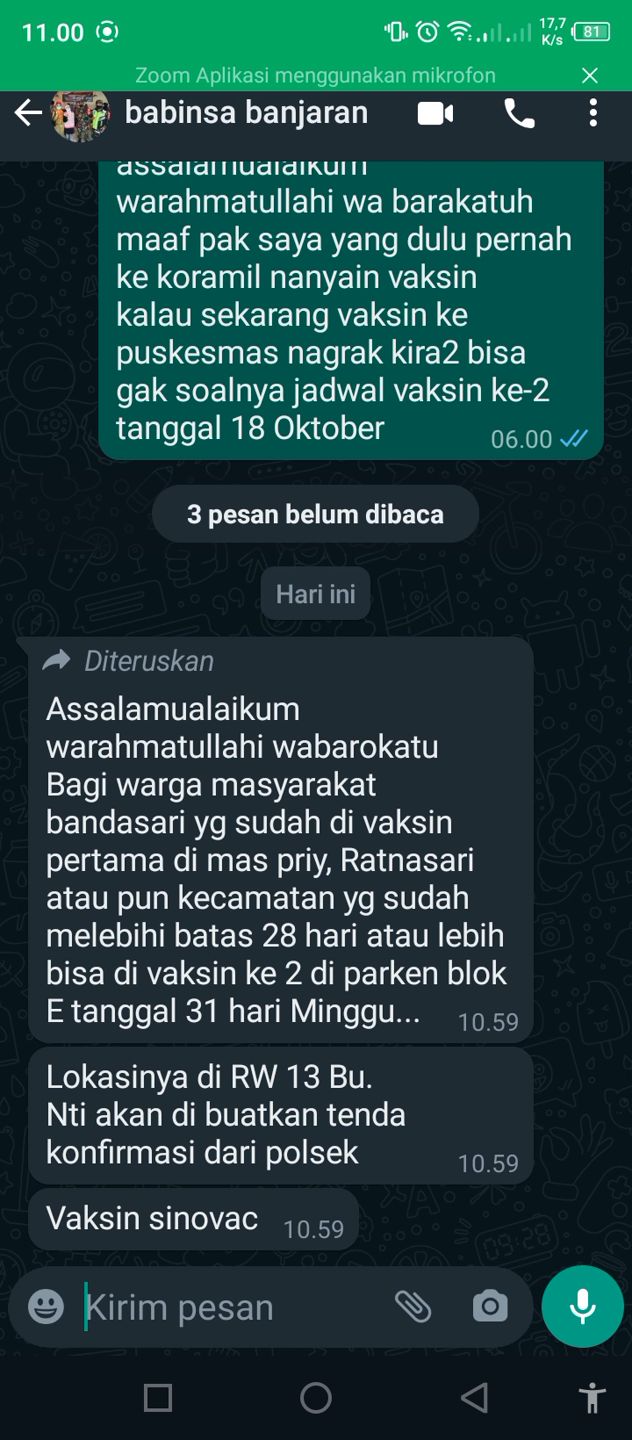 11.00
17,7
K/s
81
Zoom Aplikasi menggunakan mikrofon
babinsa banjaran
assalamualaikum
warahmatullahi wa barakatuh
maaf pak saya yang dulu pernah
ke koramil nanyain vaksin
kalau sekarang vaksin ke
puskesmas nagrak kira2 bisa
gak soalnya jadwal vaksin ke-2
tanggal 18 Oktober
06.00
3 pesan belum dibaca
Hari ini
Diteruskan
Assalamualaikum
warahmatullahi wabarokatu
Bagi warga masyarakat
bandasari yg sudah di vaksin
pertama di mas priy, Ratnasari
atau pun kecamatan yg sudah
melebihi batas 28 hari atau lebih
bisa di vaksin ke 2 di parken blok
E tanggal 31 hari Minggu...
10.59
Lokasinya di RW 13 Bu.
Nti akan di buatkan tenda
konfirmasi dari polsek
10.59
Vaksin sinovac
10.59
Kirim pesan